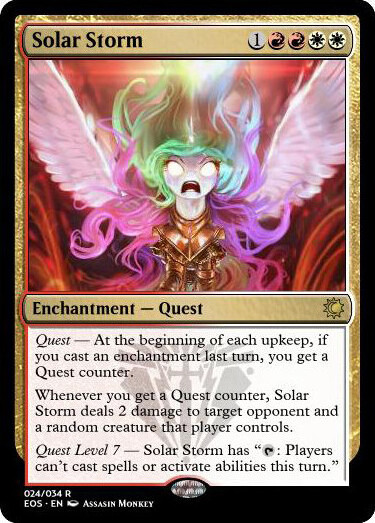 Solar Storm 1
Enchantment — Quest
Quest — At the beginning of each upkeep, if
you cast an enchantment last turn, you get a
Quest counter.
Whenever you get a Quest counter, Solar
Storm deals 2 damage to target opponent and
a random creature that player controls.
Quest Level 7 — Solar Storm has “: Players
can’t cast spells or activate abilities this turn.”
024/034 R
EOS • EN Assasin Monkey